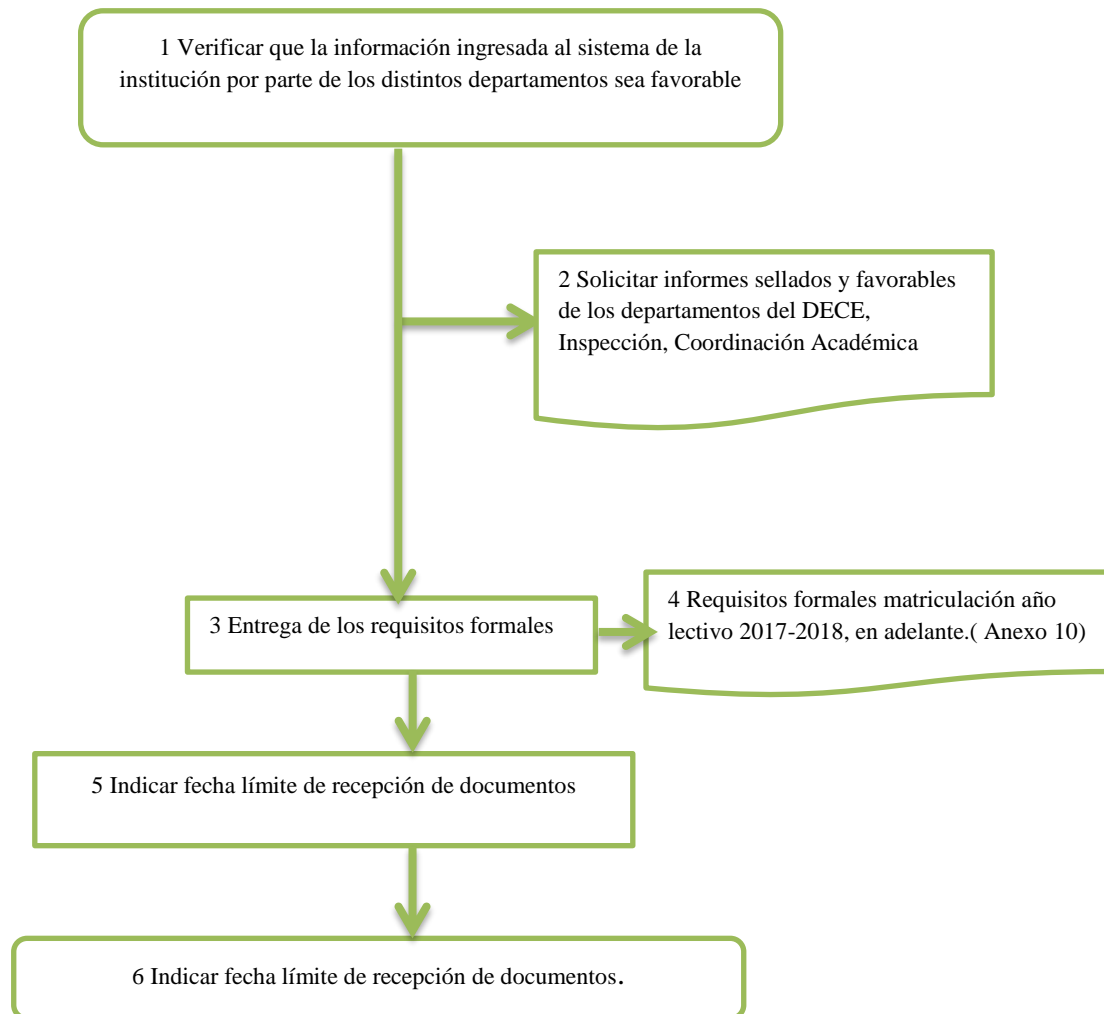 1 Verificar que la información ingresada al sistema de la
institución por parte de los distintos departamentos sea favorable
2 Solicitar informes sellados y favorables
de los departamentos del DECE,
Inspección, Coordinación Académica
3 Entrega de los requisitos formales
4 Requisitos formales matriculación año
lectivo 2017-2018, en adelante.( Anexo 10)
5 Indicar fecha límite de recepción de documentos
6 Indicar fecha límite de recepción de documentos.